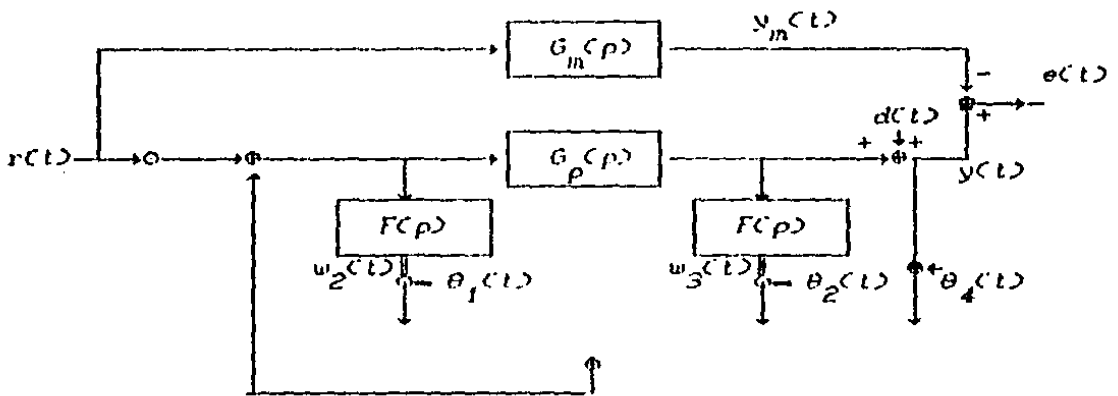 y_m(t)
G_m(p)
e(t)
−
+
d(t)
r(t)
G_p(p)
+
+
y(t)
F(p)
F(p)
w_2(t)
θ_1(t)
w_3(t)
θ_2(t)
θ_4(t)